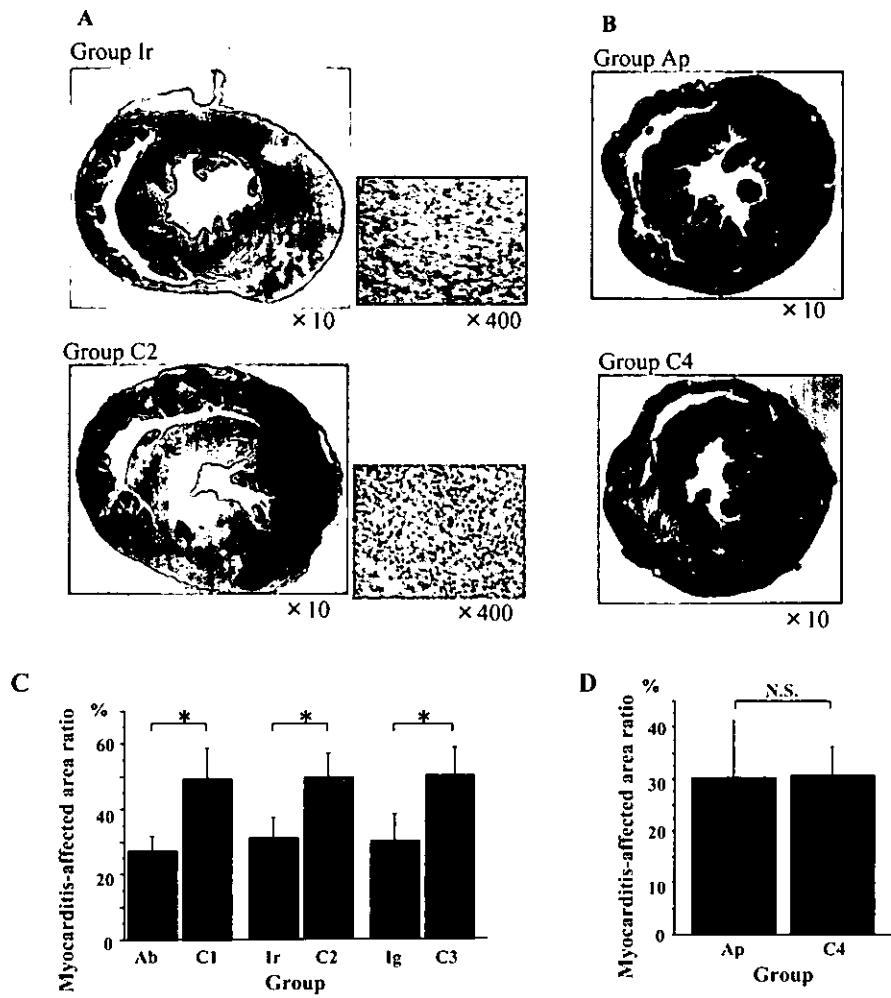 A
B
Group Ir
Group Ap
×10
×400
×10
Group C2
Group C4
×10
×400
×10
C
%
Myocarditis-affected area ratio
60
40
20
0
*
*
*
Ab
C1
Ir
C2
Ig
C3
Group
D
%
Myocarditis-affected area ratio
40
30
20
10
0
N.S.
Ap
C4
Group